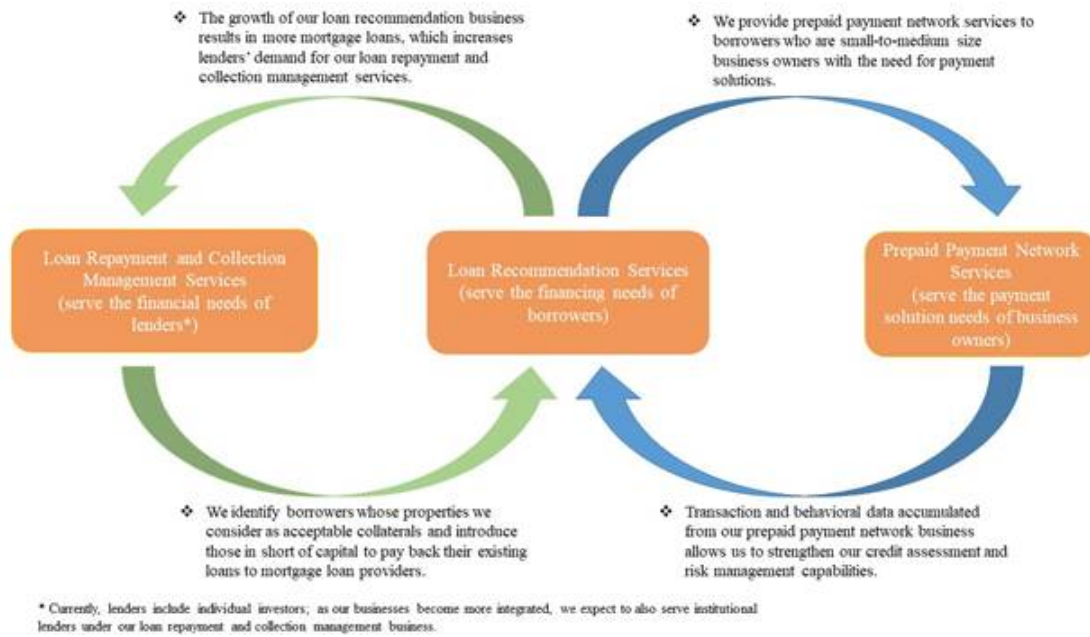 ❖ The growth of our loan recommendation business
results in more mortgage loans, which increases
lenders' demand for our loan repayment and
collection management services.
❖ We provide prepaid payment network services to
borrowers who are small-to-medium size
business owners with the need for payment
solutions.
Loan Repayment and Collection
Management Services
(serve the financial needs of
lenders*)
Loan Recommendation Services
(serve the financing needs of
borrowers)
Prepaid Payment Network
Services
(serve the payment
solution needs of business
owners)
❖ We identify borrowers whose properties we
consider as acceptable collaterals and introduce
those in short of capital to pay back their existing
loans to mortgage loan providers.
❖ Transaction and behavioral data accumulated
from our prepaid payment network business
allows us to strengthen our credit assessment and
risk management capabilities.
* Currently, lenders include individual investors; as our businesses become more integrated, we expect to also serve institutional
lenders under our loan repayment and collection management business.